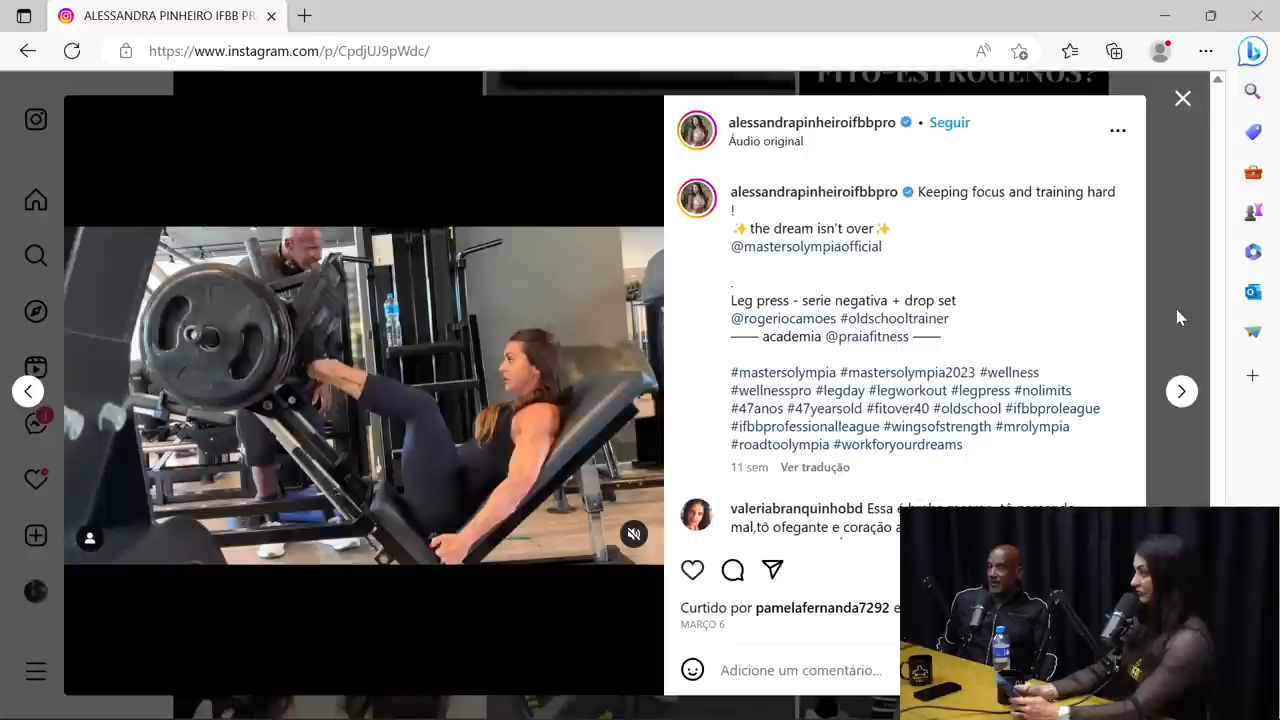 ALESSANDRA PINHEIRO IFBB PR
https://www.instagram.com/p/CpdjUJ9pWdc/
FITO-ESTRÓGENOS?
alessandrapinheiroifbbpro • Seguir
Áudio original
alessandrapinheiroifbbpro Keeping focus and training hard
!
✨the dream isn't over✨
@mastersolympiaofficial
.
Leg press - serie negativa + drop set
@rogeriocamoes #oldschooltrainer
—— academia @praiafitness ——
#mastersolympia #mastersolympia2023 #wellness
#wellnesspro #legday #legworkout #legpress #nolimits
#47anos #47yearsold #fitover40 #oldschool #ifbbproleague
#ifbbprofessionalleague #wingsofstrength #mrolympia
#roadtoolympia #workforyourdreams
11 sem Ver tradução
valeriabranquinhobd Essa é
mal,tô ofegante e coração a
Curtido por pamelafernanda7292 e
MARÇO 6
Adicione um comentário...